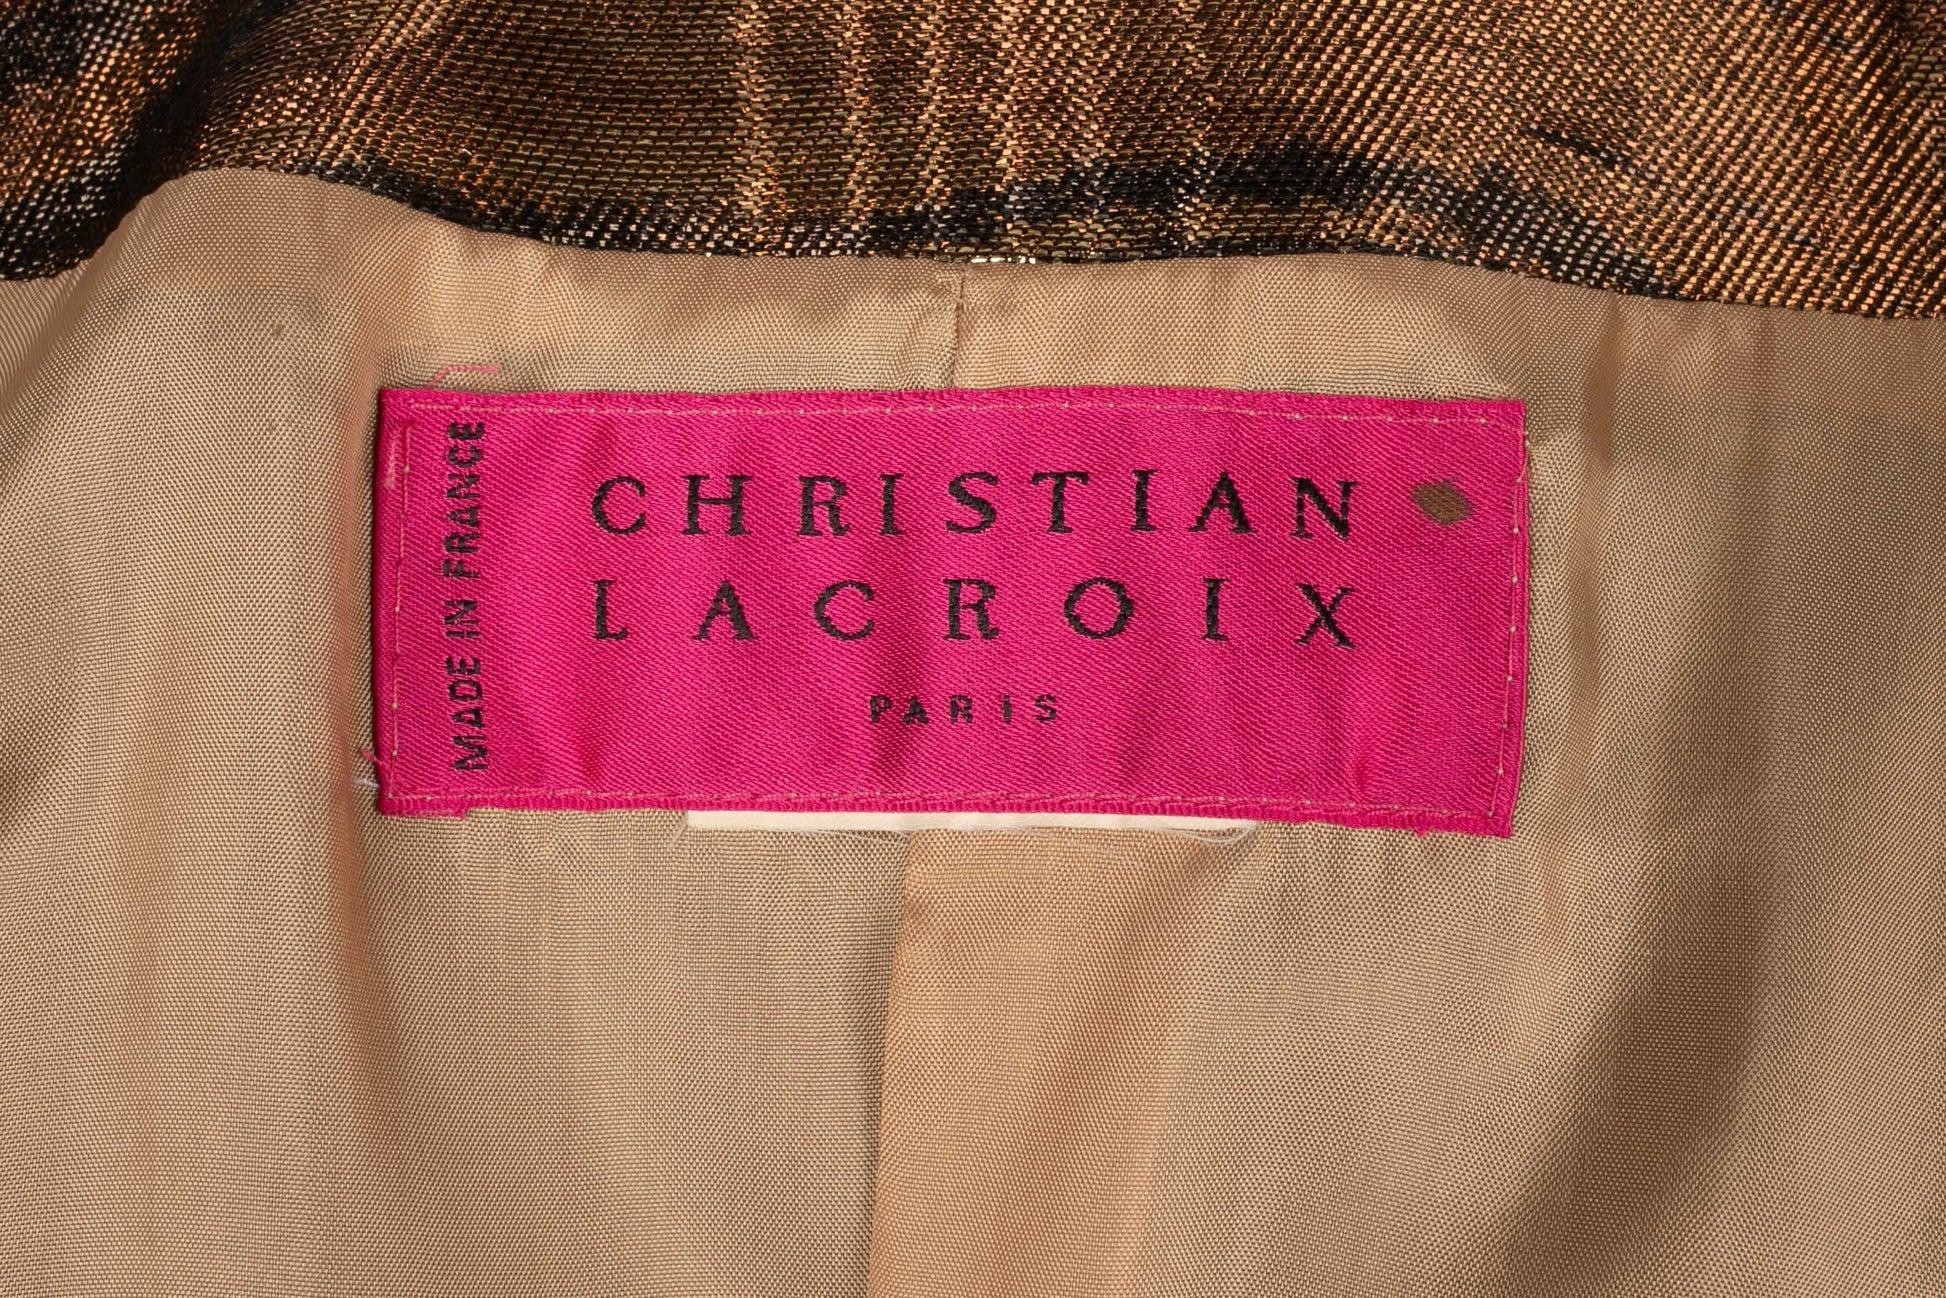 MADE IN FRANCE
CHRISTIAN
LACROIX
PARIS